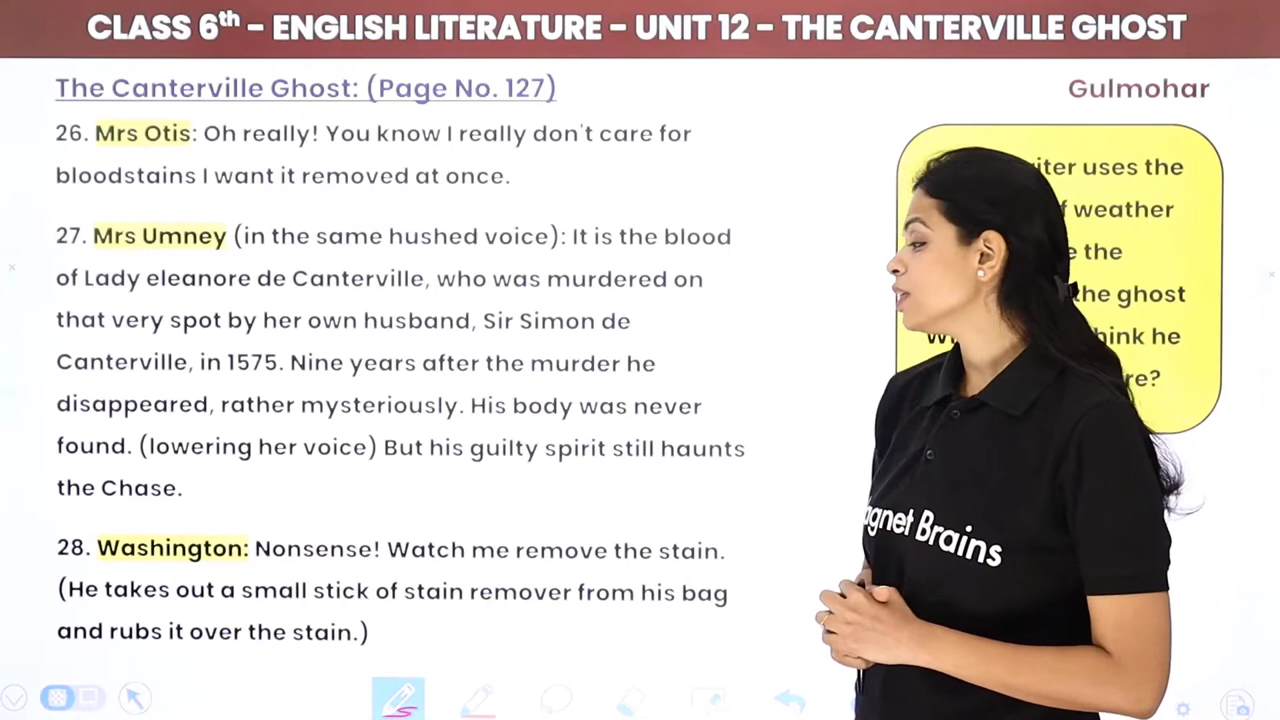 CLASS 6th - ENGLISH LITERATURE - UNIT 12 - THE CANTERVILLE GHOST
The Canterville Ghost: (Page No. 127)
Gulmohar
26. Mrs Otis: Oh really! You know I really don't care for
bloodstains I want it removed at once.
27. Mrs Umney (in the same hushed voice): It is the blood
of Lady eleanore de Canterville, who was murdered on
that very spot by her own husband, Sir Simon de
Canterville, in 1575. Nine years after the murder he
disappeared, rather mysteriously. His body was never
found. (lowering her voice) But his guilty spirit still haunts
the Chase.
28. Washington: Nonsense! Watch me remove the stain.
(He takes out a small stick of stain remover from his bag
and rubs it over the stain.)
uses the
weather
the
the ghost
he
Brains